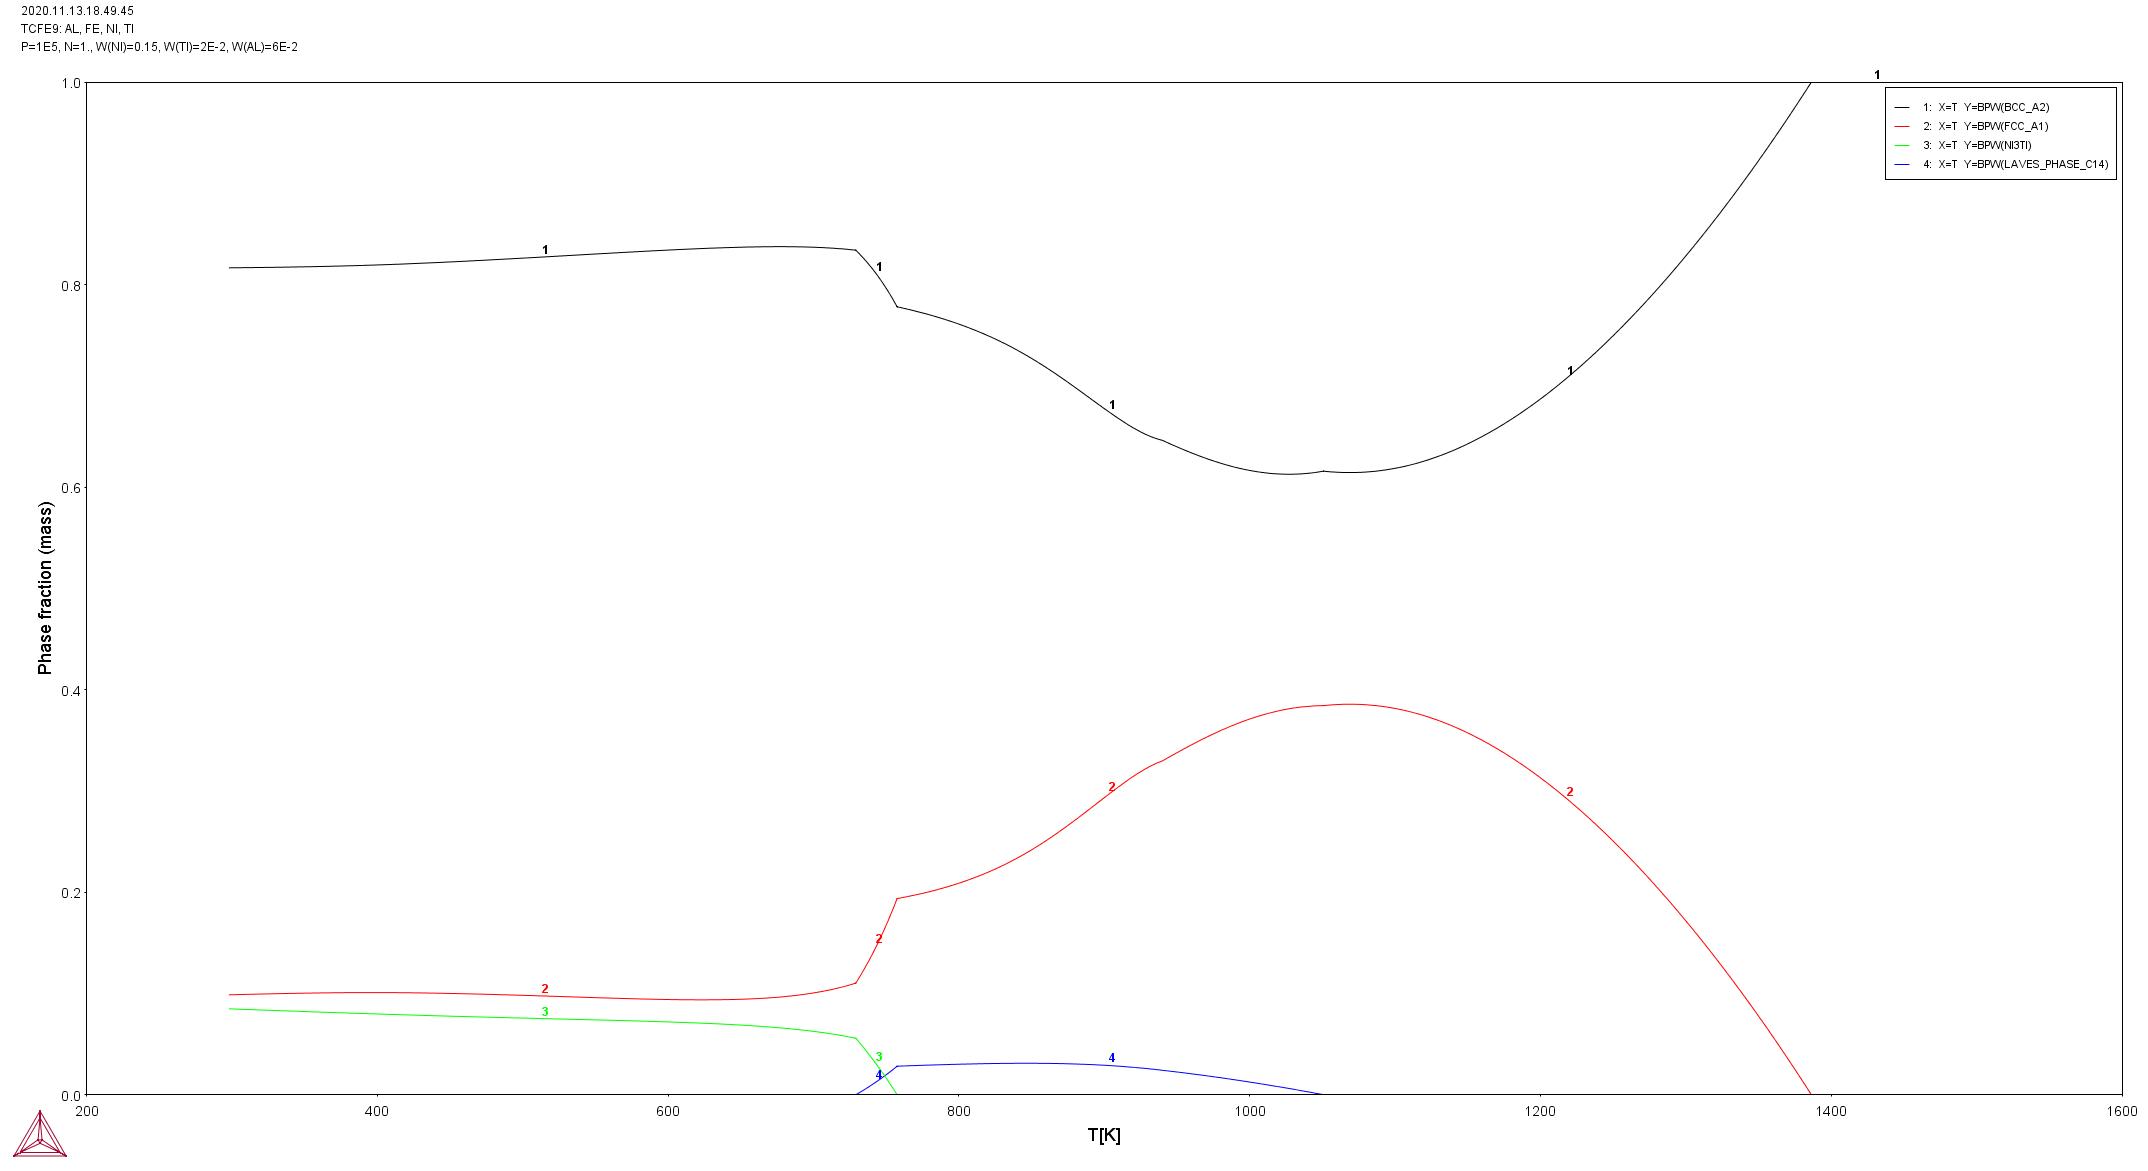 2020.11.13.18.49.45
TCFE9: AL, FE, NI, TI
P=1E5, N=1., W(NI)=0.15, W(TI)=2E-2, W(AL)=6E-2
1
1: X=T Y=BPW(BCC_A2)
2: X=T Y=BPW(FCC_A1)
3: X=T Y=BPW(NI3TI)
4: X=T Y=BPW(LAVES_PHASE_C14)
1.0
0.8
0.6
0.4
0.2
0.0
Phase fraction (mass)
1
1
1
1
2
2
2
2
3
3
4
4
200 400 600 800 1000 1200 1400 1600
T[K]